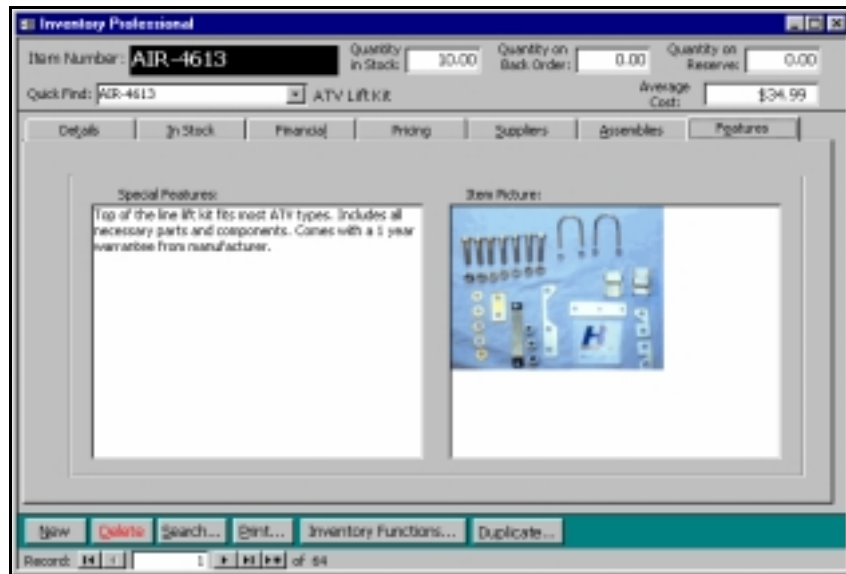 Inventory Professional
Item Number: AIR-4613
Quantity in Stock: 10.00
Quantity on Back Order: 0.00
Quantity on Reserve: 0.00
Quick Find: AIR-4613
ATV Lift Kit
Average Cost: $34.99
Details In Stock Financial Pricing Suppliers Assemblies Features
Special Features:
Item Picture:
Top of the line lift kit fits most ATV types. Includes all
necessary parts and components. Comes with a 1 year
warrantee from manufacturer.
H
New Delete Search... Print... Inventory Functions... Duplicate...
Record: 1 of 64